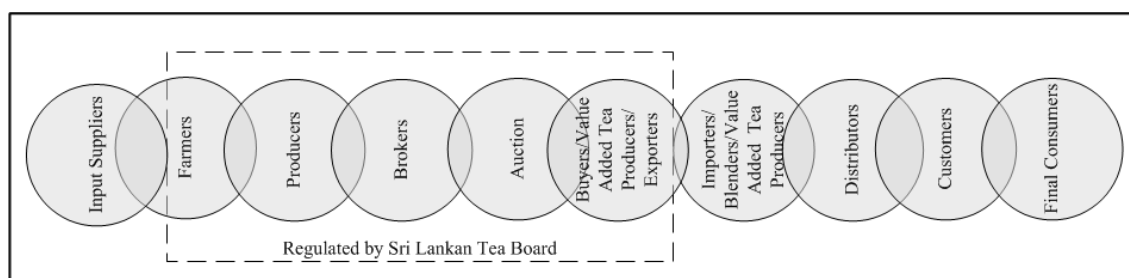 Input Suppliers
Farmers
Producers
Brokers
Auction
Buyers/Value
Added Tea
Producers/
Exporters
Importers/
Blenders/Value
Added Tea
Producers
Distributors
Customers
Final Consumers
Regulated by Sri Lankan Tea Board